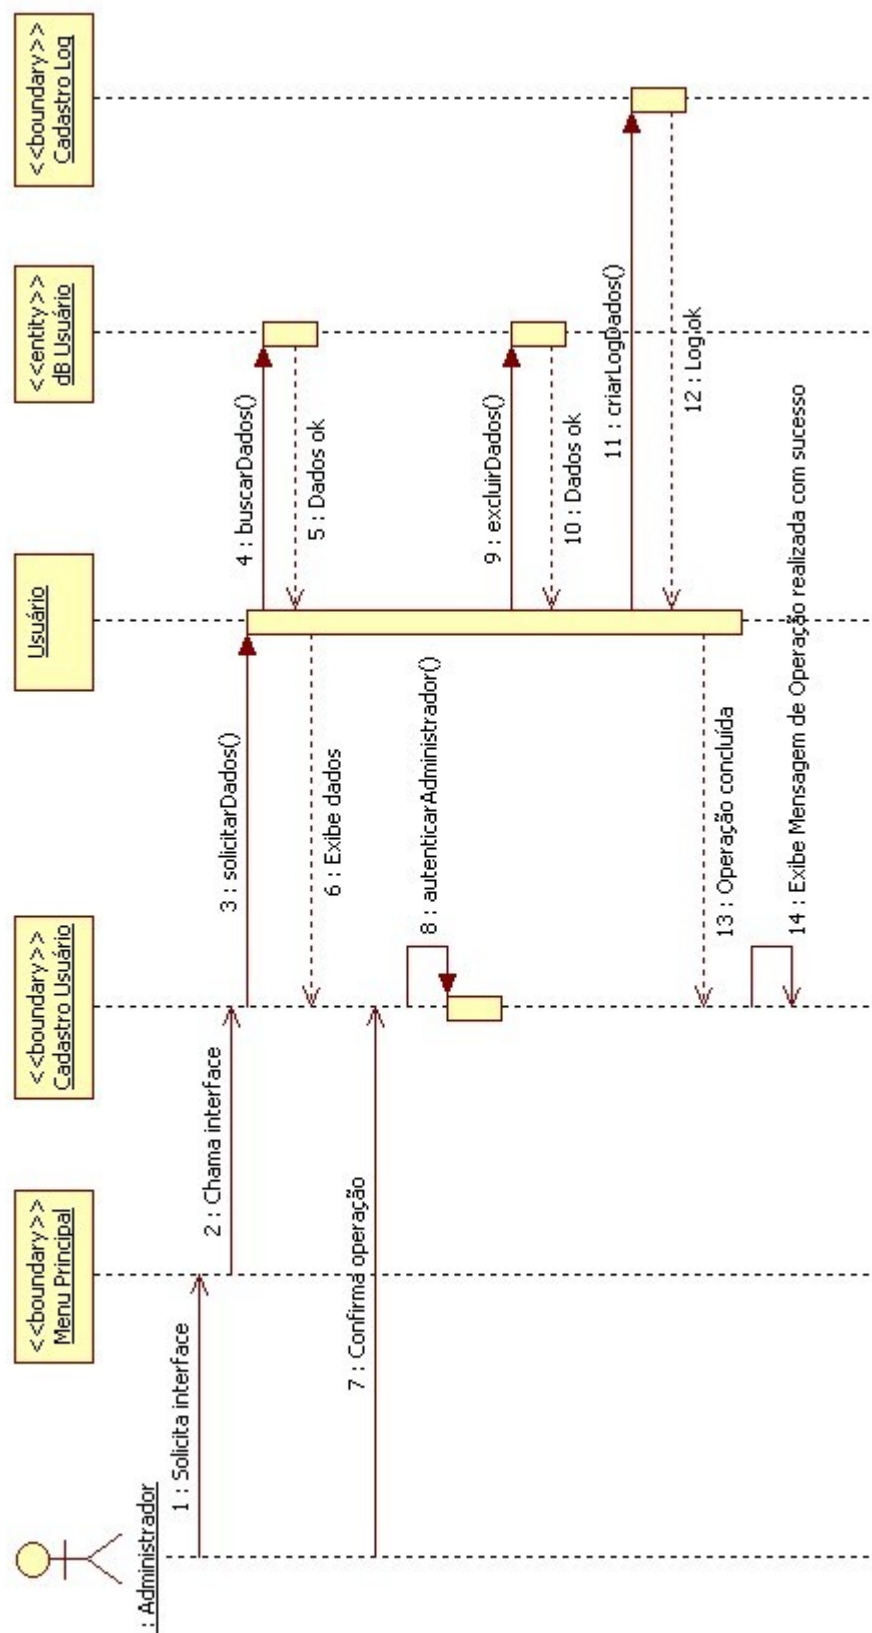 : Administrador
<<boundary>>
Menu Principal
<<boundary>>
Cadastro Usuário
Usuário
<<entity>>
dB Usuário
<<boundary>>
Cadastro Log
1 : Solicita interface
2 : Chama interface
3 : solicitarDados()
4 : buscarDados()
5 : Dados ok
6 : Exibe dados
7 : Confirma operação
8 : autenticarAdministrador()
9 : excluirDados()
10 : Dados ok
11 : criarLogDados()
12 : Log ok
13 : Operação concluída
14 : Exibe Mensagem de Operação realizada com sucesso